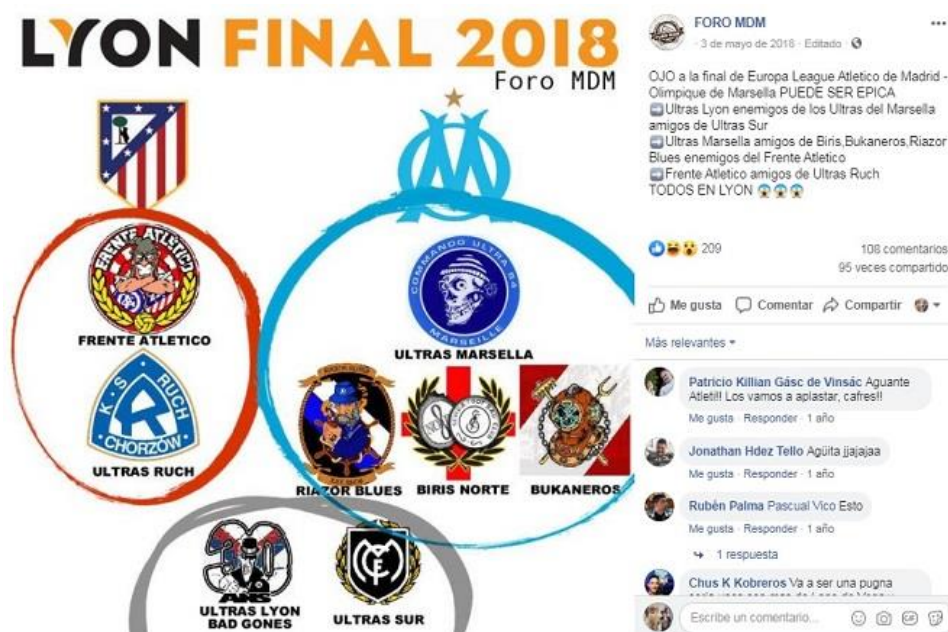 LYON FINAL 2018
Foro MDM
FRENTE ATLETICO
FRENTE ATLETICO
K.S. RUCH
CHORZÓW
ULTRAS RUCH
COMMANDO ULTRA 84
MARSEILLE
ULTRAS MARSELLA
RIAZOR BLUES
BIRIS NORTE
BUKANEROS
ULTRAS LYON
BAD GONES
ULTRAS SUR
FORO MDM
3 de mayo de 2018 · Editado ·
OJO a la final de Europa League Atletico de Madrid -
Olimpique de Marsella PUEDE SER EPICA
➡Ultras Lyon enemigos de los Ultras del Marsella
amigos de Ultras Sur
➡Ultras Marsella amigos de Biris,Bukaneros,Riazor
Blues enemigos del Frente Atletico
➡Frente Atletico amigos de Ultras Ruch
TODOS EN LYON 😱😱😱
209
108 comentarios
95 veces compartido
Me gusta Comentar Compartir
Más relevantes
Patricio Killian Gásc de Vinsác Aguante
Atleti!! Los vamos a aplastar, cafres!!
Me gusta · Responder · 1 año
Jonathan Hdez Tello Agüita jjajajaa
Me gusta · Responder · 1 año
Rubén Palma Pascual Vico Esto
Me gusta · Responder · 1 año
1 respuesta
Chus K Kobreros Va a ser una pugna
Escribe un comentario...
GIF